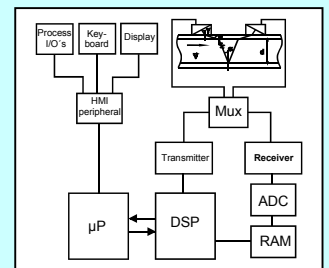 Process
I/O´s
Key-
board
Display
HMI
peripheral
Mux
Transmitter
Receiver
ADC
µP
DSP
RAM